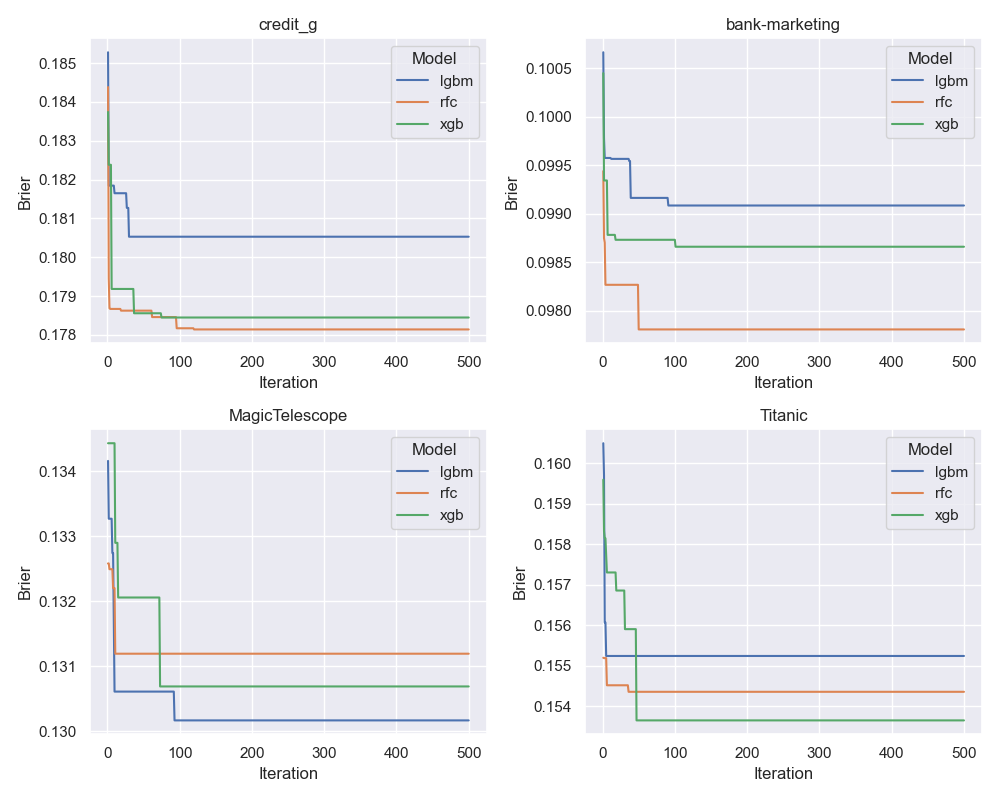 credit_g
Brier
0.185
0.184
0.183
0.182
0.181
0.180
0.179
0.178
0 100 200 300 400 500
Iteration
Model
lgbm
rfc
xgb
bank-marketing
Brier
0.1005
0.1000
0.0995
0.0990
0.0985
0.0980
0 100 200 300 400 500
Iteration
Model
lgbm
rfc
xgb
MagicTelescope
Brier
0.134
0.133
0.132
0.131
0.130
0 100 200 300 400 500
Iteration
Model
lgbm
rfc
xgb
Titanic
Brier
0.160
0.159
0.158
0.157
0.156
0.155
0.154
0 100 200 300 400 500
Iteration
Model
lgbm
rfc
xgb